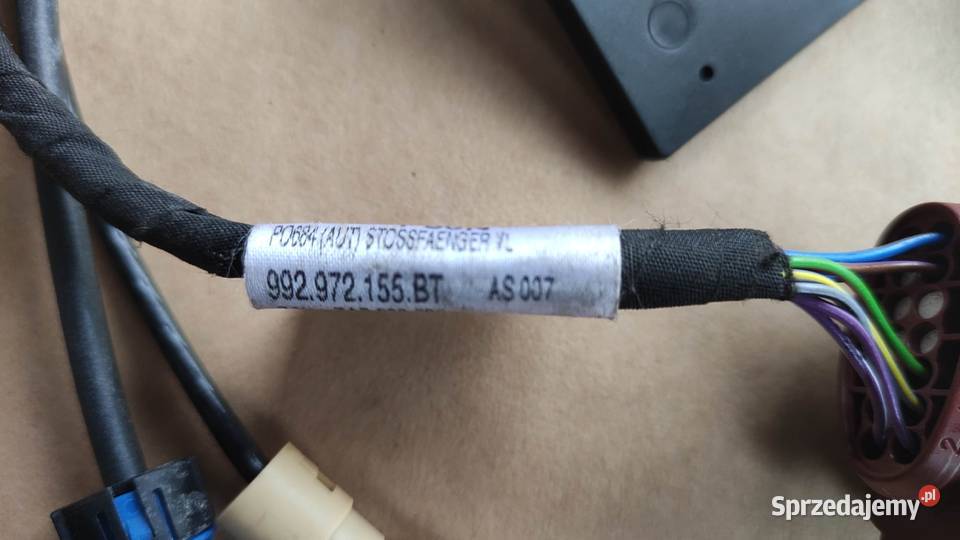 PO684 (AUT) STOSSFAENGER VL
992.972.155.BT AS 007
Sprzedajemy.pl